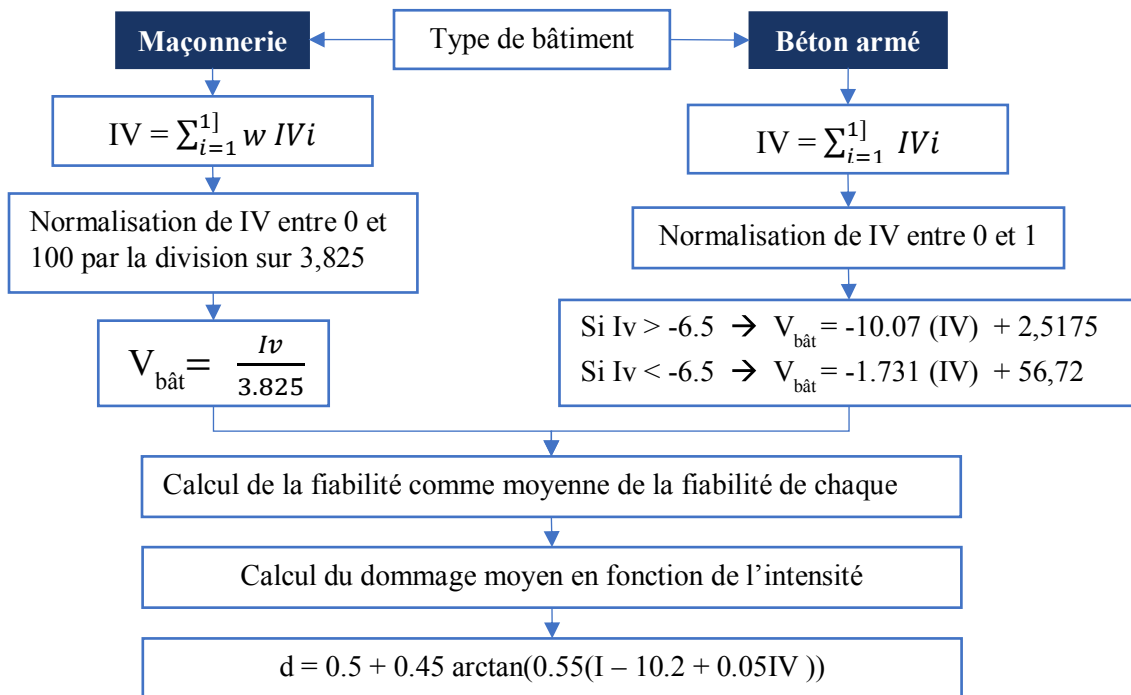 Maçonnerie
Type de bâtiment
Béton armé
IV = ∑_{i=1}^{1]} w IVi
IV = ∑_{i=1}^{1]} IVi
Normalisation de IV entre 0 et
100 par la division sur 3,825
Normalisation de IV entre 0 et 1
V_bât = Iv / 3.825
Si Iv > -6.5 → V_bât = -10.07 (IV) + 2,5175
Si Iv < -6.5 → V_bât = -1.731 (IV) + 56,72
Calcul de la fiabilité comme moyenne de la fiabilité de chaque
Calcul du dommage moyen en fonction de l’intensité
d = 0.5 + 0.45 arctan(0.55(I – 10.2 + 0.05IV ))